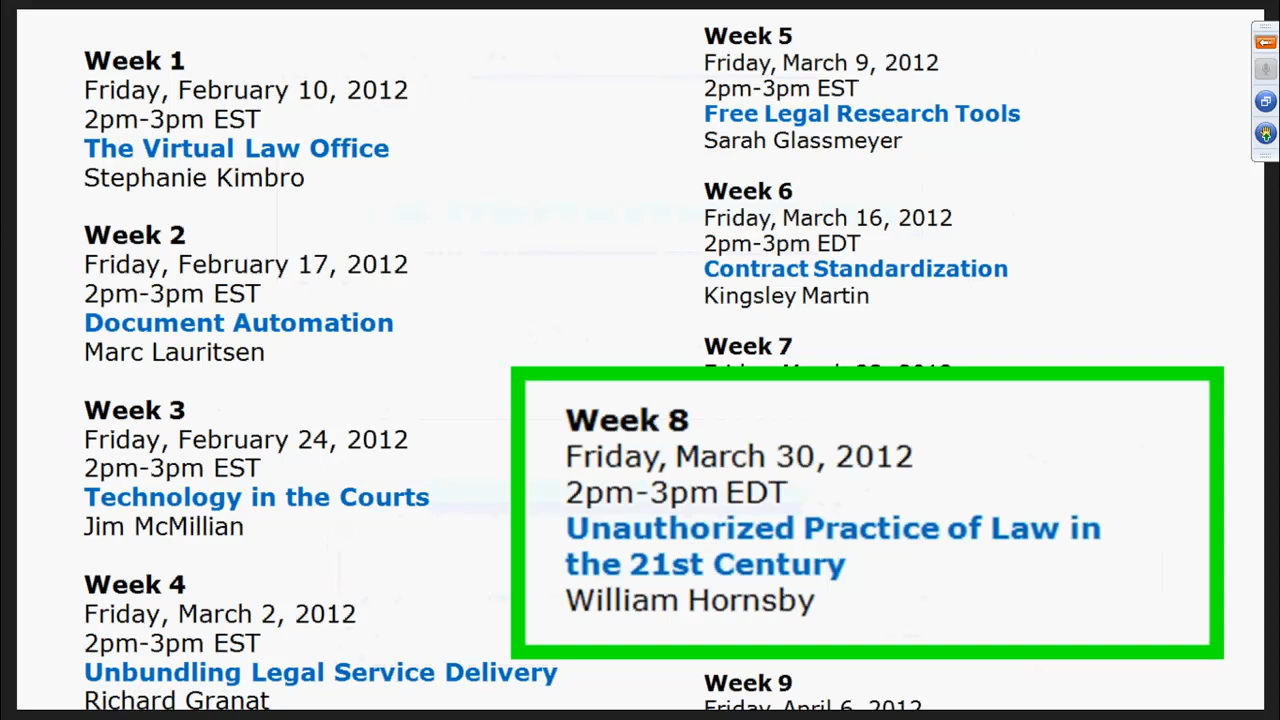 Week 1
Friday, February 10, 2012
2pm-3pm EST
The Virtual Law Office
Stephanie Kimbro
Week 2
Friday, February 17, 2012
2pm-3pm EST
Document Automation
Marc Lauritsen
Week 3
Friday, February 24, 2012
2pm-3pm EST
Technology in the Courts
Jim McMillian
Week 4
Friday, March 2, 2012
2pm-3pm EST
Unbundling Legal Service Delivery
Richard Granat
Week 5
Friday, March 9, 2012
2pm-3pm EST
Free Legal Research Tools
Sarah Glassmeyer
Week 6
Friday, March 16, 2012
2pm-3pm EDT
Contract Standardization
Kingsley Martin
Week 7
Week 8
Friday, March 30, 2012
2pm-3pm EDT
Unauthorized Practice of Law in
the 21st Century
William Hornsby
Week 9
Friday, April 6, 2012